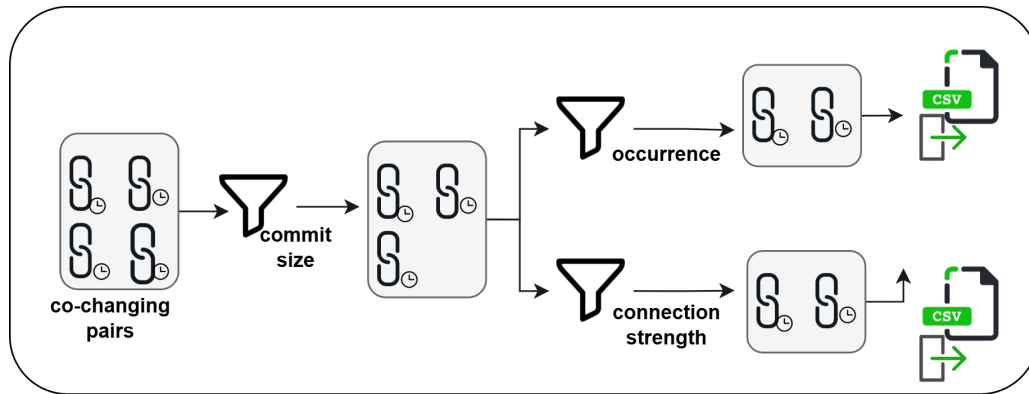 co-changing
pairs
commit
size
occurrence
CSV
connection
strength
CSV